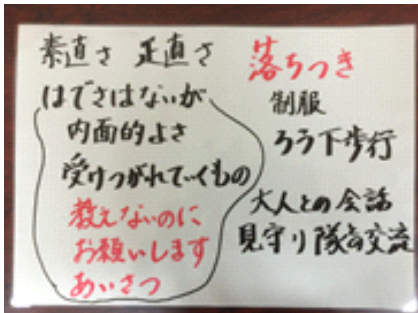 素直さ 正直さ
はでさはないが
内面的よさ
受けつがれていくもの
教えないのに
お願いします
あいさつ
落ちつき
制服
ろう下歩行
大人との会話
見守り隊の交流